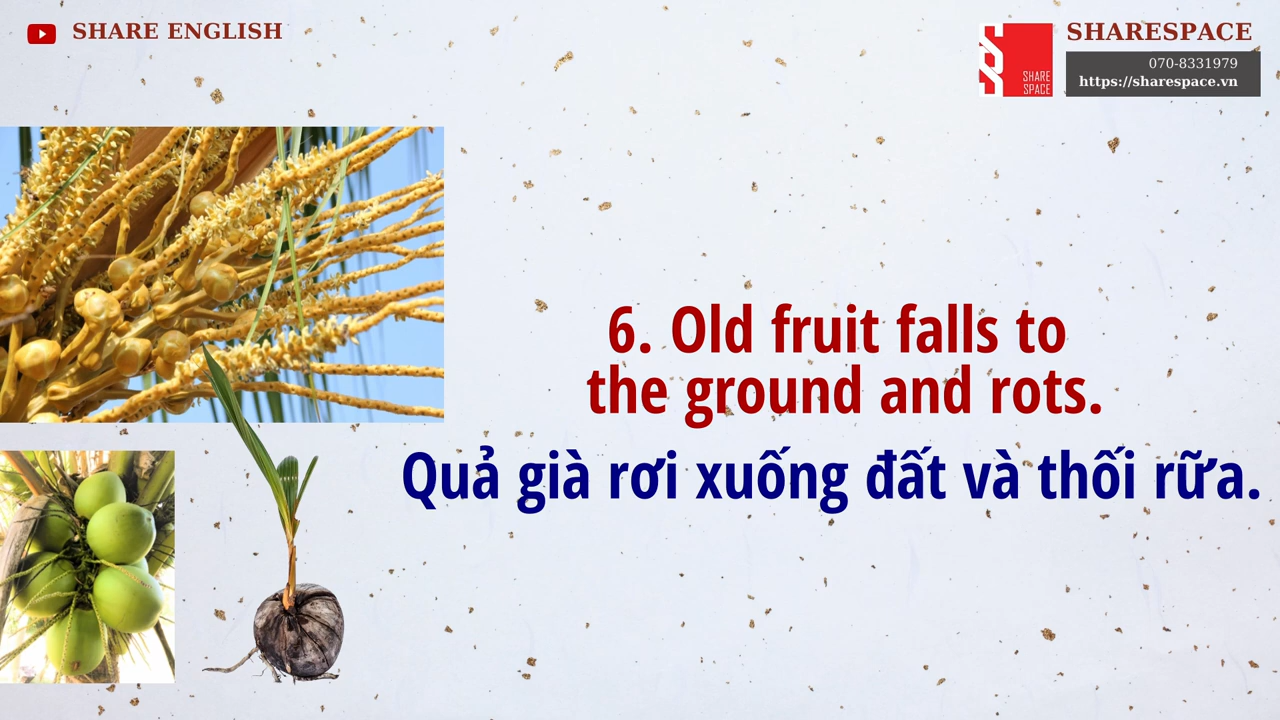 SHARE ENGLISH
SHARE
SPACE
SHARESPACE
070-8331979
https://sharespace.vn
6. Old fruit falls to
the ground and rots.
Quả già rơi xuống đất và thối rữa.